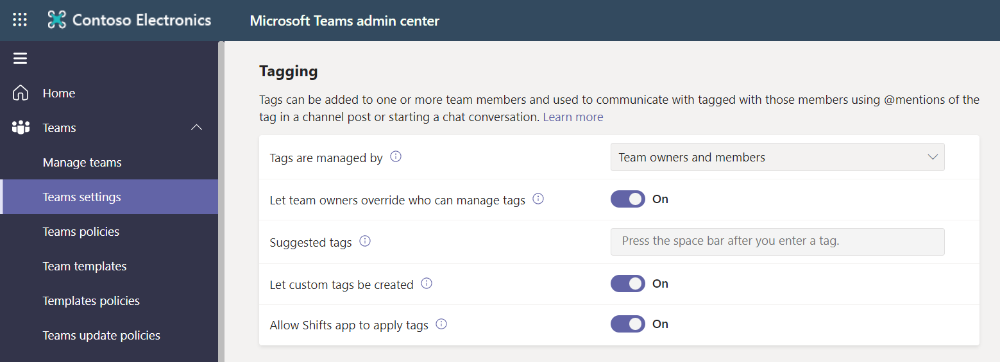 Contoso Electronics
Microsoft Teams admin center
Home
Teams
Manage teams
Teams settings
Teams policies
Team templates
Templates policies
Teams update policies
Tagging
Tags can be added to one or more team members and used to communicate with tagged with those members using @mentions of the
tag in a channel post or starting a chat conversation. Learn more
Tags are managed by
Team owners and members
Let team owners override who can manage tags
On
Suggested tags
Press the space bar after you enter a tag.
Let custom tags be created
On
Allow Shifts app to apply tags
On